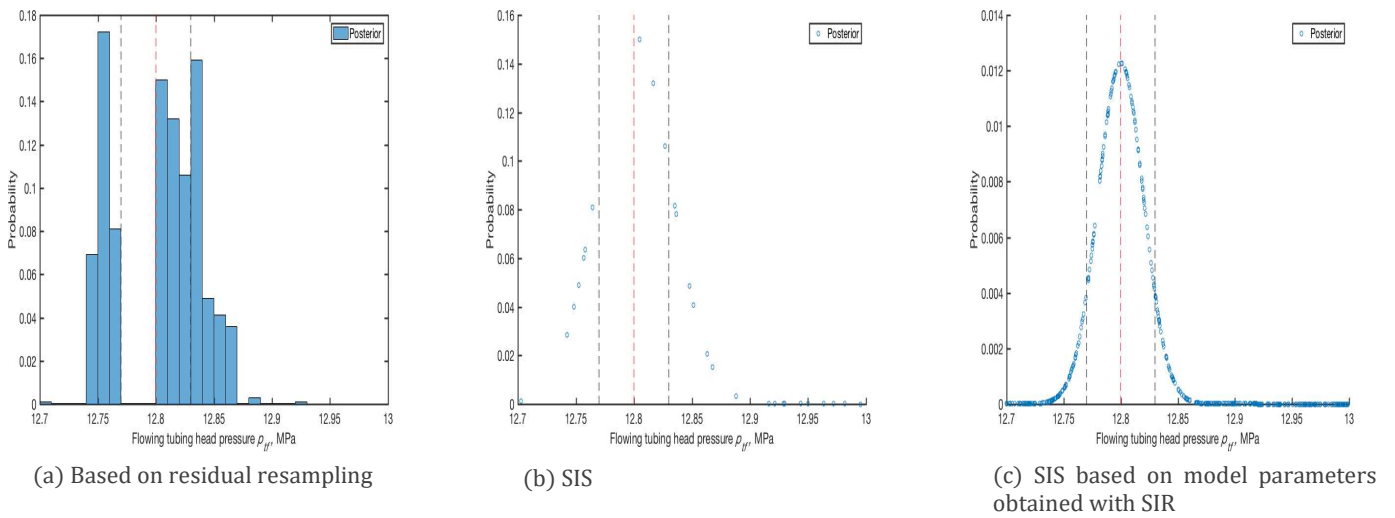 0.18
0.16
0.14
0.12
0.1
0.08
0.06
0.04
0.02
0
Probability
Posterior
12.7 12.75 12.8 12.85 12.9 12.95 13
Flowing tubing head pressure p_tf, MPa
(a) Based on residual resampling
0.16
0.14
0.12
0.1
0.08
0.06
0.04
0.02
0
Probability
Posterior
12.7 12.75 12.8 12.85 12.9 12.95 13
Flowing tubing head pressure p_tf, MPa
(b) SIS
0.014
0.012
0.01
0.008
0.006
0.004
0.002
0
Probability
Posterior
12.7 12.75 12.8 12.85 12.9 12.95 13
Flowing tubing head pressure p_tf, MPa
(c) SIS based on model parameters
obtained with SIR